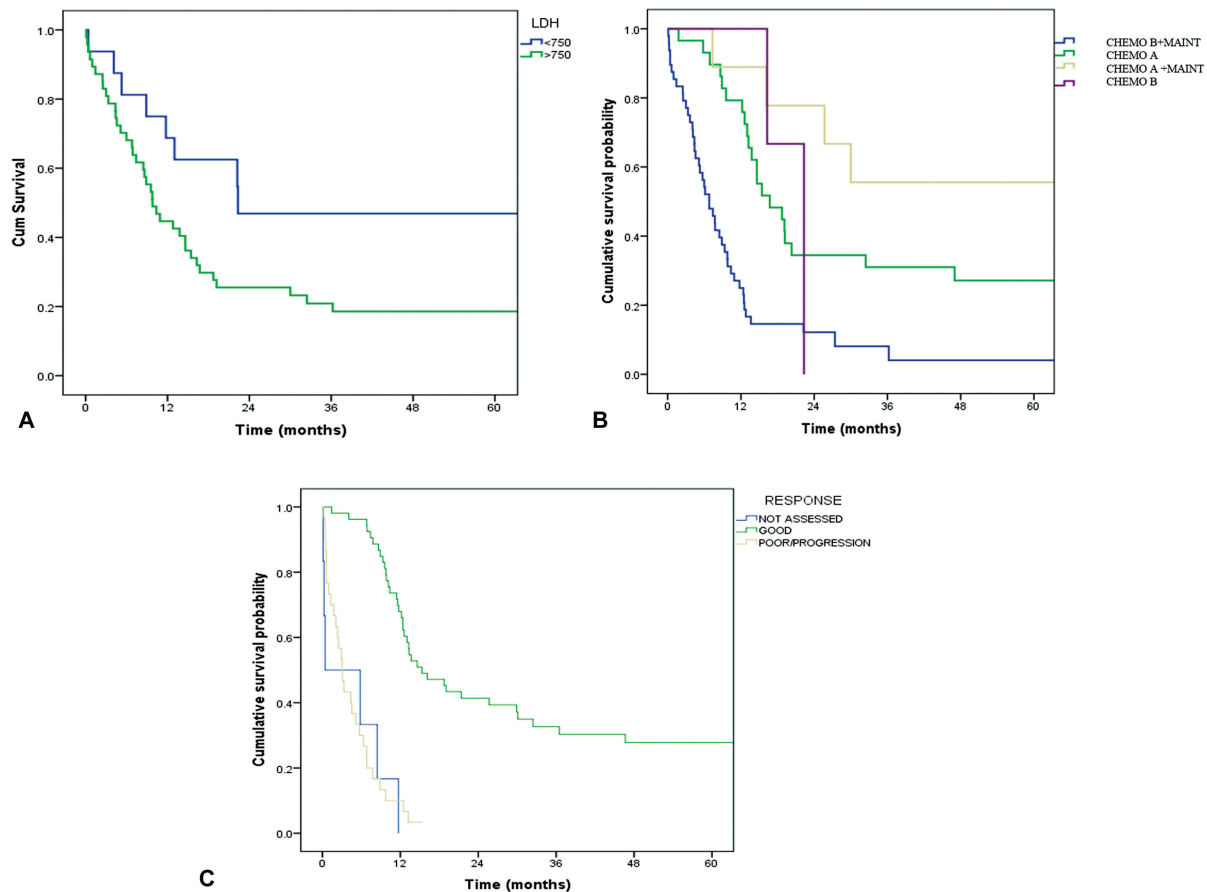 LDH
<750
>750
1.0
0.8
0.6
0.4
0.2
0.0
Cum Survival
0 12 24 36 48 60
Time (months)
A
CHEMO B+MAINT
CHEMO A
CHEMO A +MAINT
CHEMO B
1.0
0.8
0.6
0.4
0.2
0.0
Cumulative survival probability
0 12 24 36 48 60
Time (months)
B
RESPONSE
NOT ASSESSED
GOOD
POOR/PROGRESSION
1.0
0.8
0.6
0.4
0.2
0.0
Cumulative survival probability
0 12 24 36 48 60
Time (months)
C